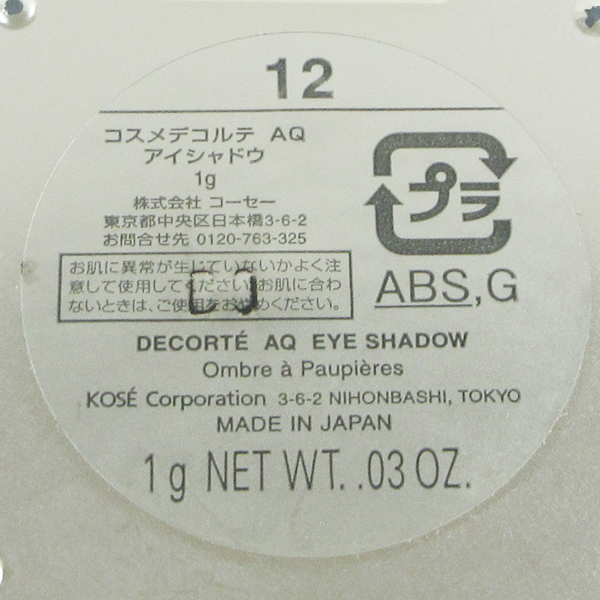 12
コスメデコルテ AQ
アイシャドウ
1g
株式会社 コーセー
東京都中央区日本橋3-6-2
お問合せ先 0120-763-325
お肌に異常が生じていないかよく注
意して使用してください。お肌に合わ
ないときは、ご使用をおやめください。
プラ
ABS,G
DECORTÉ AQ EYE SHADOW
Ombre à Paupières
KOSÉ Corporation 3-6-2 NIHONBASHI, TOKYO
MADE IN JAPAN
1g NET WT. .03 OZ.